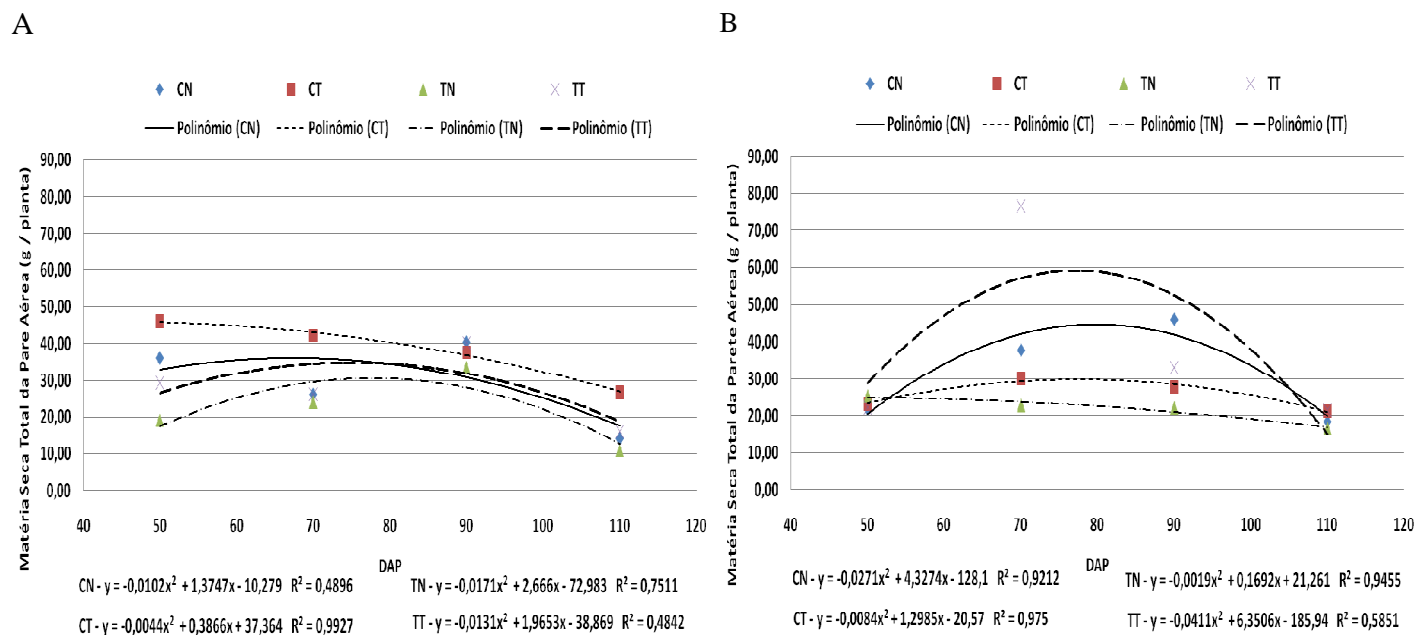 A
CN CT TN TT
Polinômio (CN) Polinômio (CT) Polinômio (TN) Polinômio (TT)
Matéria Seca Total da Pare Aérea (g / planta)
90,00
80,00
70,00
60,00
50,00
40,00
30,00
20,00
10,00
0,00
40 50 60 70 80 90 100 110 120
DAP
CN - y = -0,0102x² + 1,3747x - 10,279 R² = 0,4896
TN - y = -0,0171x² + 2,666x - 72,983 R² = 0,7511
CT - y = -0,0044x² + 0,3866x + 37,364 R² = 0,9927
TT - y = -0,0131x² + 1,9653x - 38,869 R² = 0,4842
B
CN CT TN TT
Polinômio (CN) Polinômio (CT) Polinômio (TN) Polinômio (TT)
Matéria Seca Total da Parete Aérea (g / planta)
90,00
80,00
70,00
60,00
50,00
40,00
30,00
20,00
10,00
0,00
40 50 60 70 80 90 100 110 120
DAP
CN - y = -0,0271x² + 4,3274x - 128,1 R² = 0,9212
TN - y = -0,0019x² + 0,1692x + 21,261 R² = 0,9455
CT - y = -0,0084x² + 1,2985x - 20,57 R² = 0,975
TT - y = -0,0411x² + 6,3506x - 185,94 R² = 0,5851